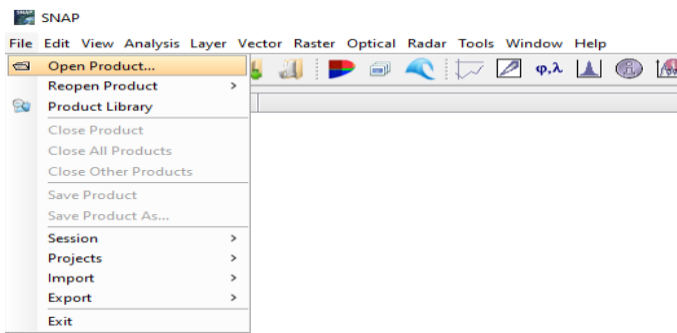 SNAP
File Edit View Analysis Layer Vector Raster Optical Radar Tools Window Help
Open Product...
φ,λ
Reopen Product >
Product Library
Close Product
Close All Products
Close Other Products
Save Product
Save Product As...
Session >
Projects >
Import >
Export >
Exit